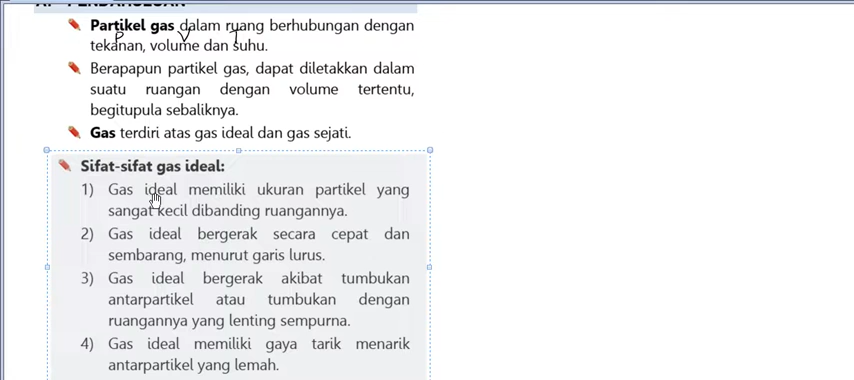 A. PENDAHULUAN
Partikel gas dalam ruang berhubungan dengan
tekanan, volume dan suhu.
P V T
Berapapun partikel gas, dapat diletakkan dalam
suatu ruangan dengan volume tertentu,
begitupula sebaliknya.
Gas terdiri atas gas ideal dan gas sejati.
Sifat-sifat gas ideal:
1) Gas ideal memiliki ukuran partikel yang
sangat kecil dibanding ruangannya.
2) Gas ideal bergerak secara cepat dan
sembarang, menurut garis lurus.
3) Gas ideal bergerak akibat tumbukan
antarpartikel atau tumbukan dengan
ruangannya yang lenting sempurna.
4) Gas ideal memiliki gaya tarik menarik
antarpartikel yang lemah.